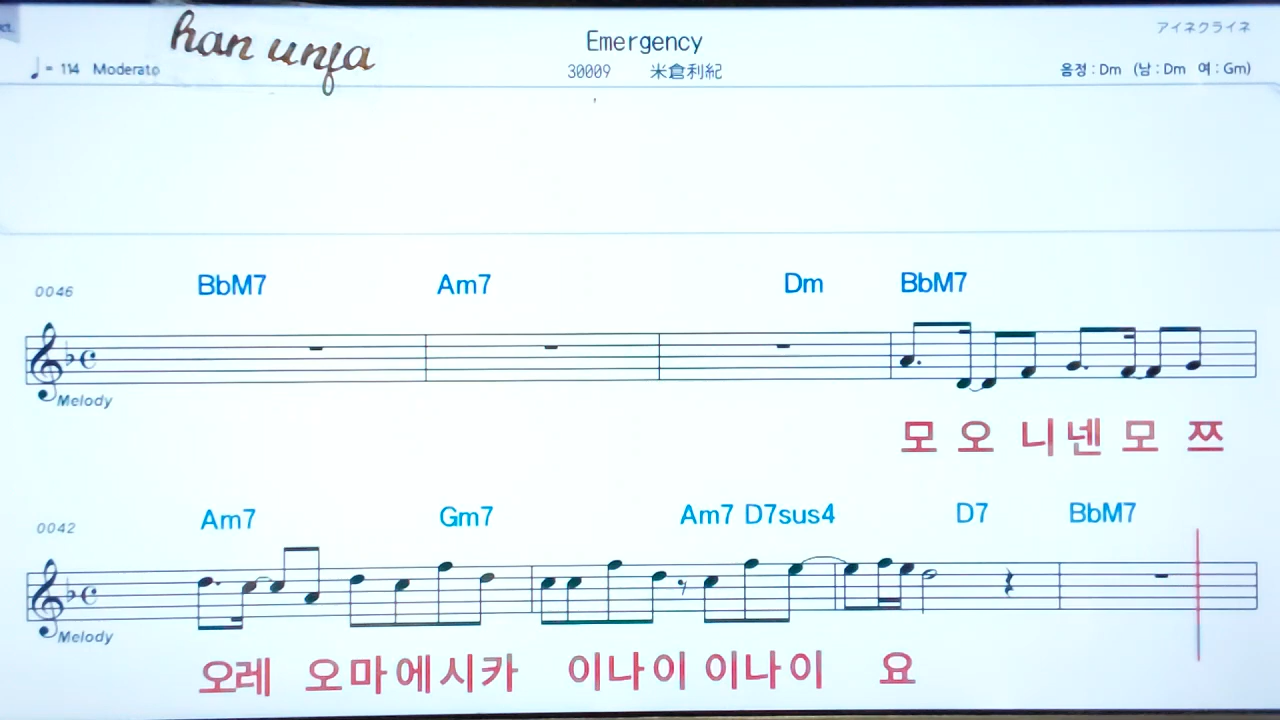 han unja
Emergency
アイネクライネ
♩= 114 Moderato
30009 米倉利紀
음정 : Dm (남 : Dm 여 : Gm)
0046
BbM7 Am7 Dm BbM7
Melody
모 오 니 넨 모 쯔
0042
Am7 Gm7 Am7 D7sus4 D7 BbM7
Melody
오레 오마에시카 이나이 이나이 요